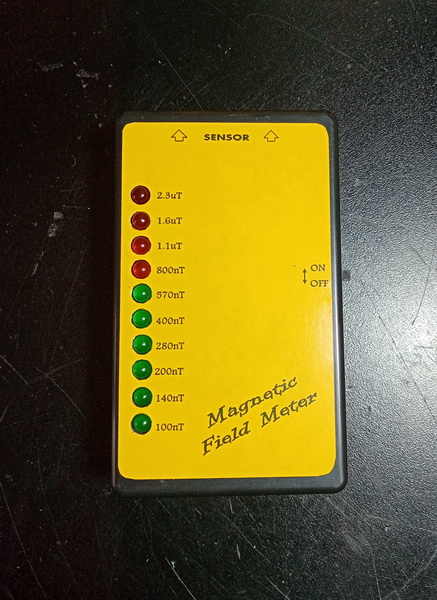 SENSOR
2.3uT
1.6uT
1.1uT
800nT
570nT
400nT
280nT
200nT
140nT
100nT
ON
OFF
Magnetic
Field Meter